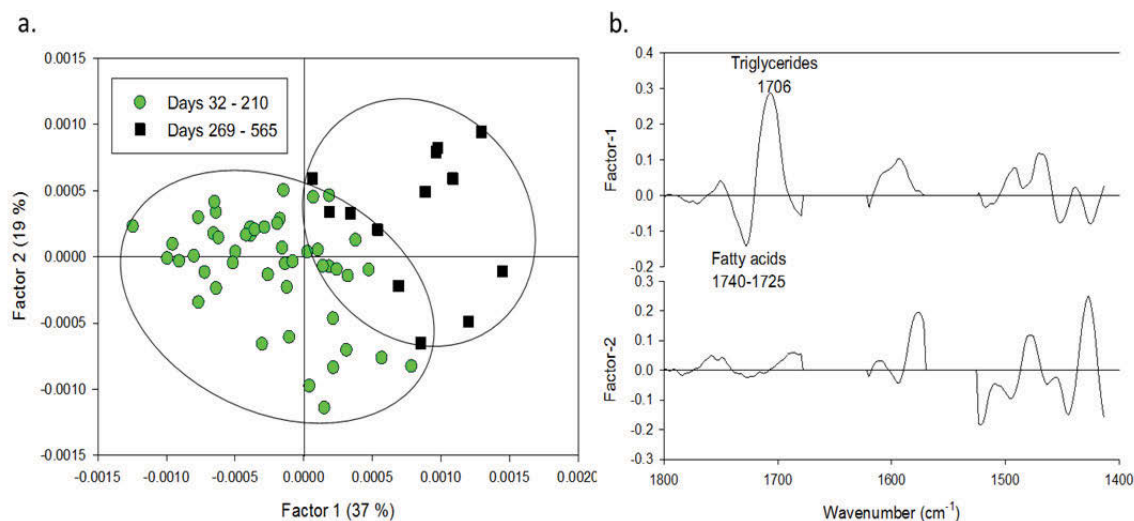 a.
0.0015
0.0010
0.0005
0.0000
-0.0005
-0.0010
0.0015
Factor 2 (19 %)
Days 32 - 210
Days 269 - 565
-0.0015 -0.0010 -0.0005 0.0000 0.0005 0.0010 0.0015 0.0020
Factor 1 (37 %)
b.
0.4
0.3
0.2
0.1
0.0
0.1
0.2
Factor-1
Triglycerides
1706
Fatty acids
1740-1725
0.2
0.1
0.0
0.1
0.2
-0.3
Factor-2
1800 1700 1600 1500 1400
Wavenumber (cm-1)